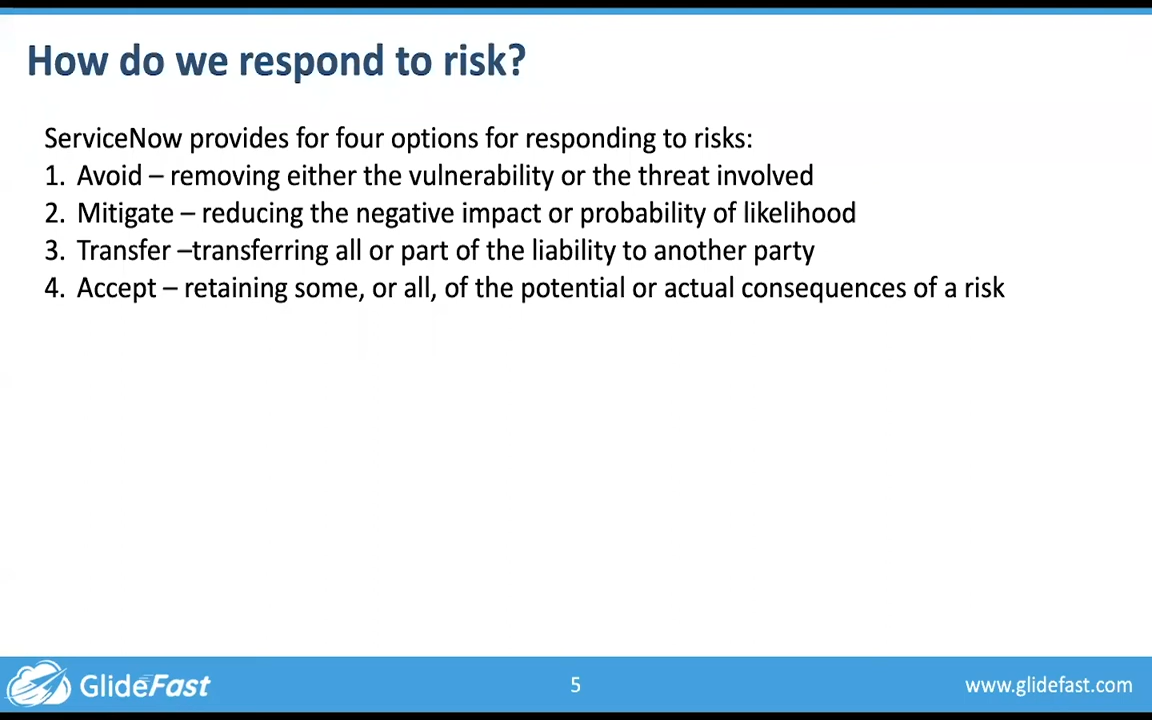 How do we respond to risk?
ServiceNow provides for four options for responding to risks:
1. Avoid – removing either the vulnerability or the threat involved
2. Mitigate – reducing the negative impact or probability of likelihood
3. Transfer –transferring all or part of the liability to another party
4. Accept – retaining some, or all, of the potential or actual consequences of a risk
GlideFast
5
www.glidefast.com